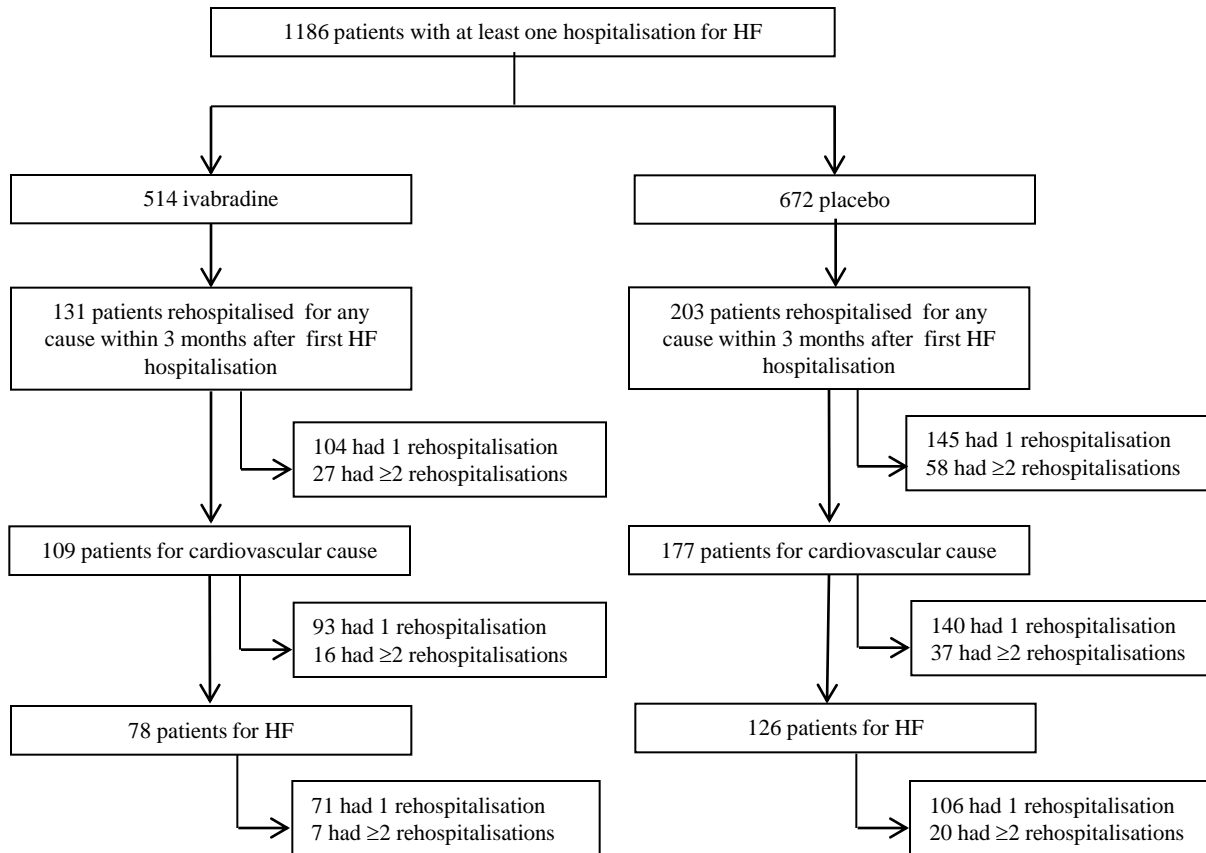 1186 patients with at least one hospitalisation for HF
514 ivabradine
672 placebo
131 patients rehospitalised for any
cause within 3 months after first HF
hospitalisation
203 patients rehospitalised for any
cause within 3 months after first HF
hospitalisation
104 had 1 rehospitalisation
27 had ≥2 rehospitalisations
145 had 1 rehospitalisation
58 had ≥2 rehospitalisations
109 patients for cardiovascular cause
177 patients for cardiovascular cause
93 had 1 rehospitalisation
16 had ≥2 rehospitalisations
140 had 1 rehospitalisation
37 had ≥2 rehospitalisations
78 patients for HF
126 patients for HF
71 had 1 rehospitalisation
7 had ≥2 rehospitalisations
106 had 1 rehospitalisation
20 had ≥2 rehospitalisations